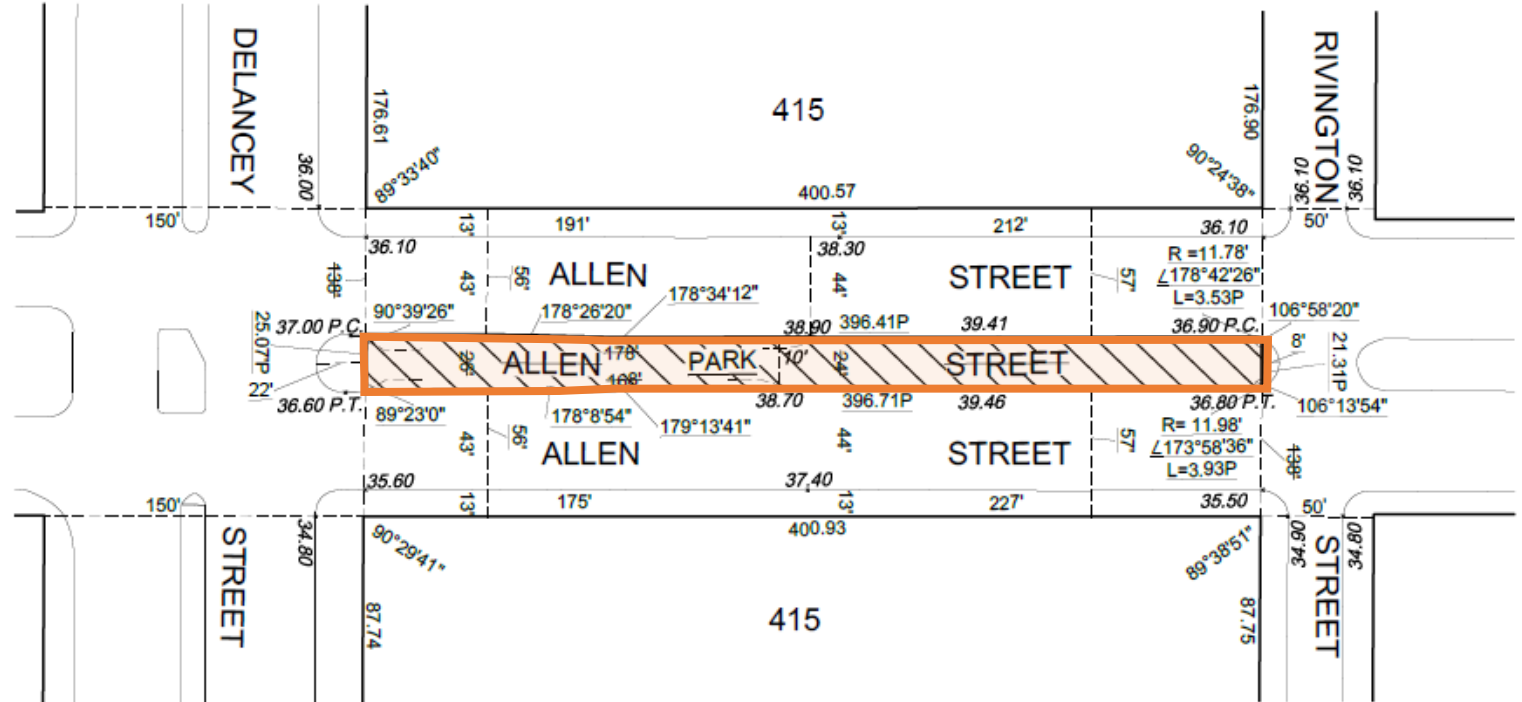 DELANCEY
RIVINGTON
176.61
415
176.90
89°33'40"
90°24'38"
36.00
36.10
36.10
400.57
150'
13'
191'
13'
212'
36.10
50'
36.10
38.30
138'
43'
56'
ALLEN
44'
STREET
57'
R =11.78'
∠178°42'26"
L=3.53P
90°39'26"
178°26'20"
178°34'12"
106°58'20"
25.07P
37.00 P.C.
38.90
396.41P
39.41
36.90 P.C.
8'
21.31P
26'
ALLEN
178'
PARK
10'
24'
STREET
168'
22'
36.60 P.T.
38.70
396.71P
39.46
36.80 P.T.
106°13'54"
89°23'0"
178°8'54"
179°13'41"
43'
56'
ALLEN
44'
STREET
57'
R= 11.98'
∠173°58'36"
L=3.93P
138'
35.60
37.40
150'
13'
175'
13'
227'
35.50
50'
400.93
34.80
90°29'41"
89°38'51"
34.90
34.80
STREET
STREET
87.74
415
87.75